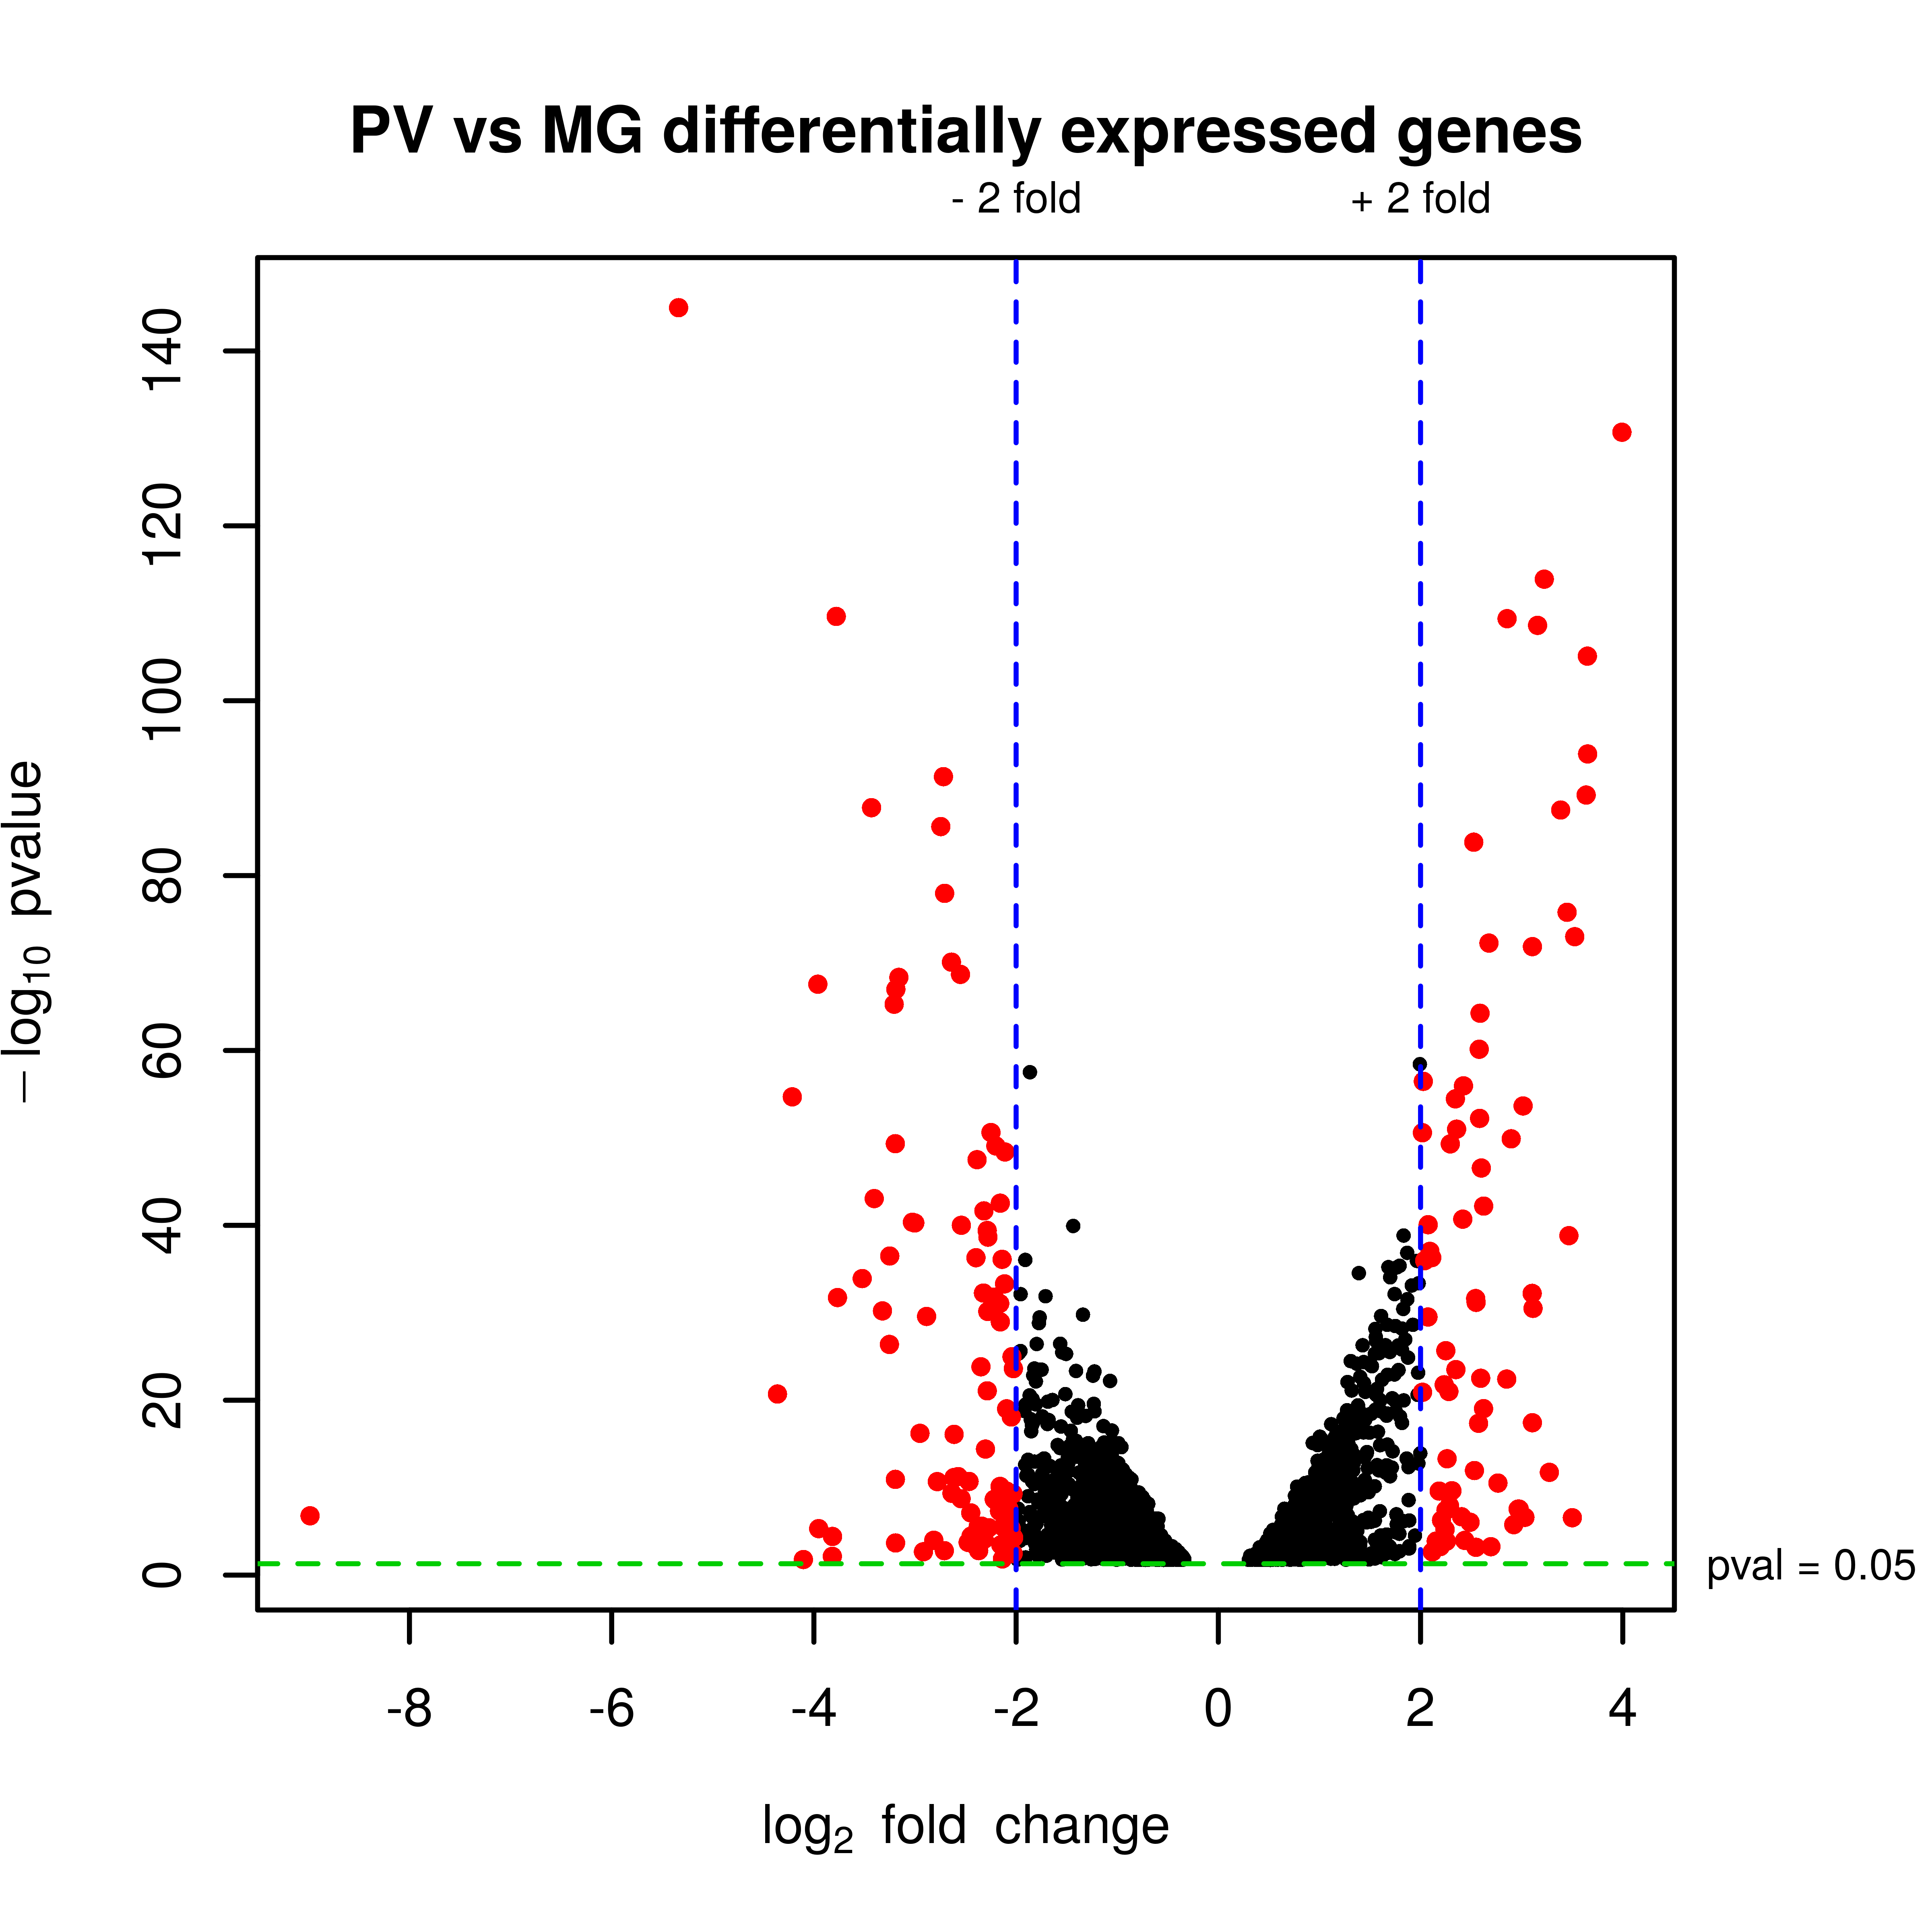 PV vs MG differentially expressed genes
- 2 fold
+ 2 fold
140
120
100
80
60
40
20
0
−log10 pvalue
pval = 0.05
-8
-6
-4
-2
0
2
4
log2 fold change